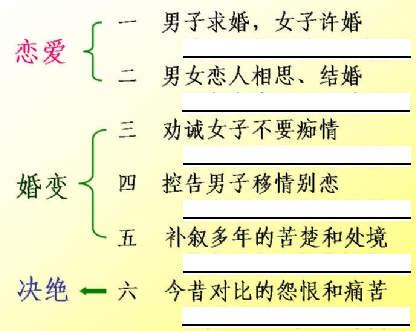 恋爱
一 男子求婚，女子许婚
二 男女恋人相思、结婚
婚变
三 劝诫女子不要痴情
四 控告男子移情别恋
五 补叙多年的苦楚和处境
决绝
六 今昔对比的怨恨和痛苦